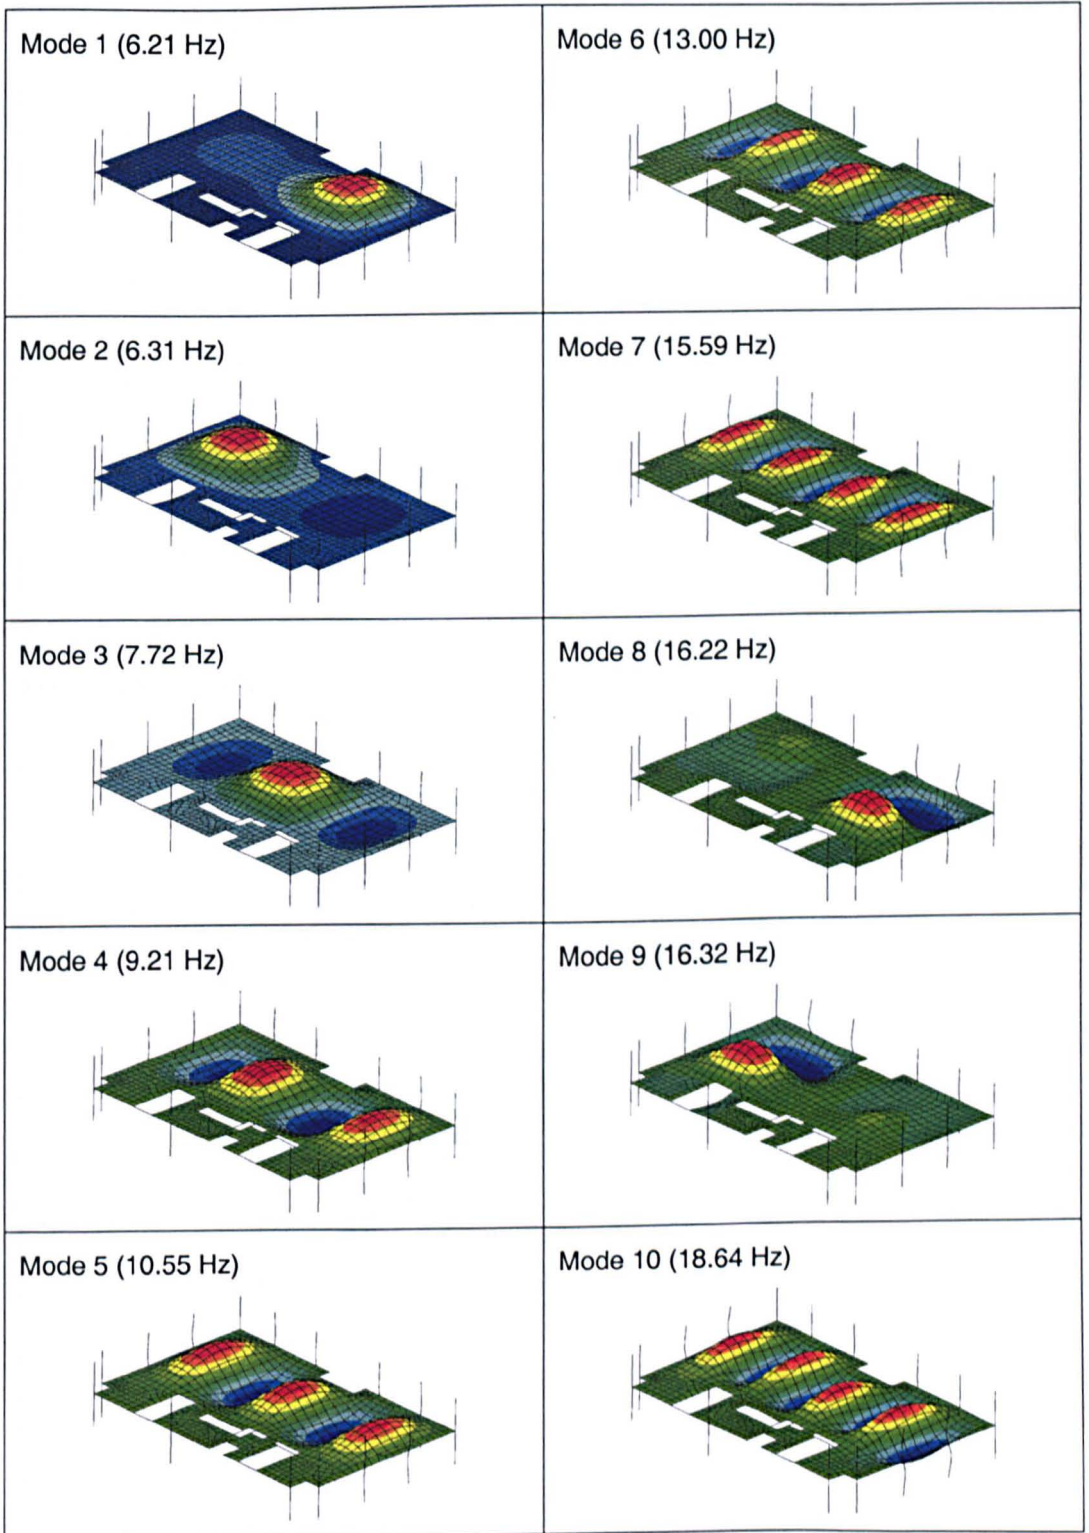 Mode 1 (6.21 Hz)
Mode 6 (13.00 Hz)
Mode 2 (6.31 Hz)
Mode 7 (15.59 Hz)
Mode 3 (7.72 Hz)
Mode 8 (16.22 Hz)
Mode 4 (9.21 Hz)
Mode 9 (16.32 Hz)
Mode 5 (10.55 Hz)
Mode 10 (18.64 Hz)